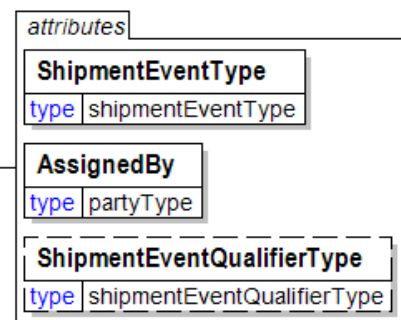 attributes
ShipmentEventType
type shipmentEventType
AssignedBy
type partyType
ShipmentEventQualifierType
type shipmentEventQualifierType